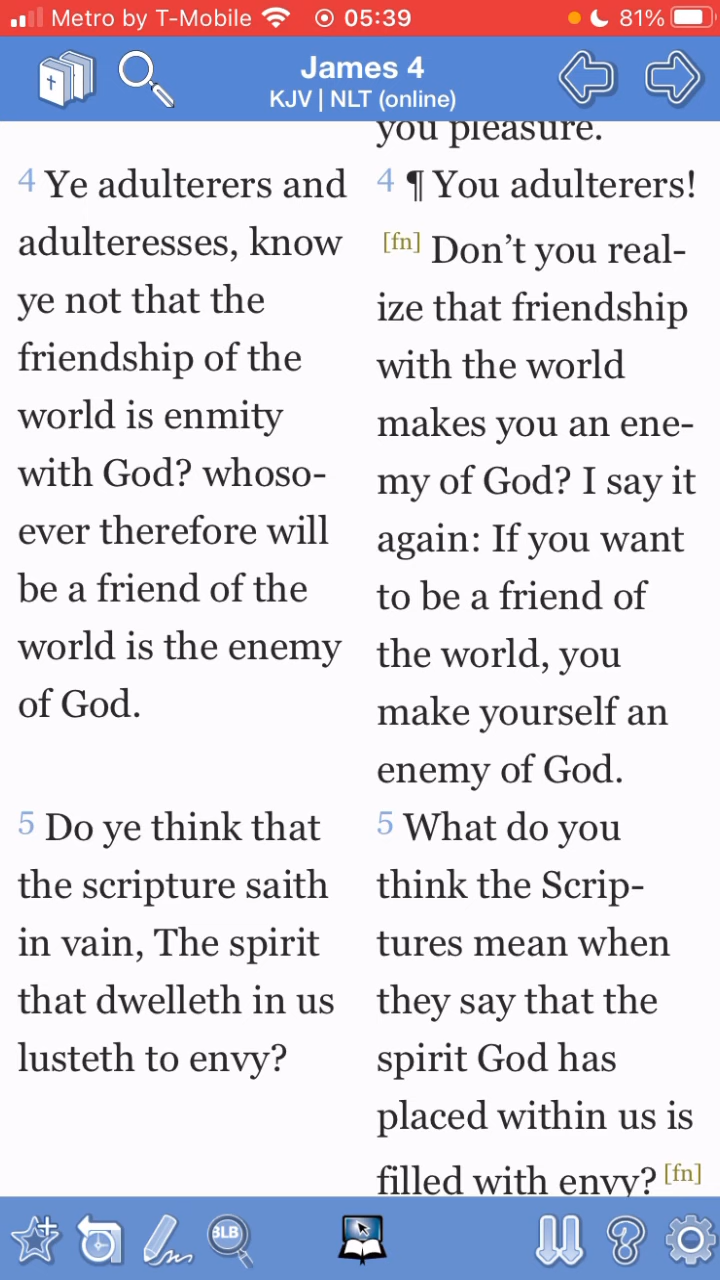 Metro by T-Mobile 05:39 81%
James 4
KJV | NLT (online)
4 Ye adulterers and
adulteresses, know
ye not that the
friendship of the
world is enmity
with God? whoso-
ever therefore will
be a friend of the
world is the enemy
of God.
5 Do ye think that
the scripture saith
in vain, The spirit
that dwelleth in us
lusteth to envy?
you pleasure.
4 ¶ You adulterers!
[fn] Don’t you real-
ize that friendship
with the world
makes you an ene-
my of God? I say it
again: If you want
to be a friend of
the world, you
make yourself an
enemy of God.
5 What do you
think the Scrip-
tures mean when
they say that the
spirit God has
placed within us is
filled with envy? [fn]
BLB